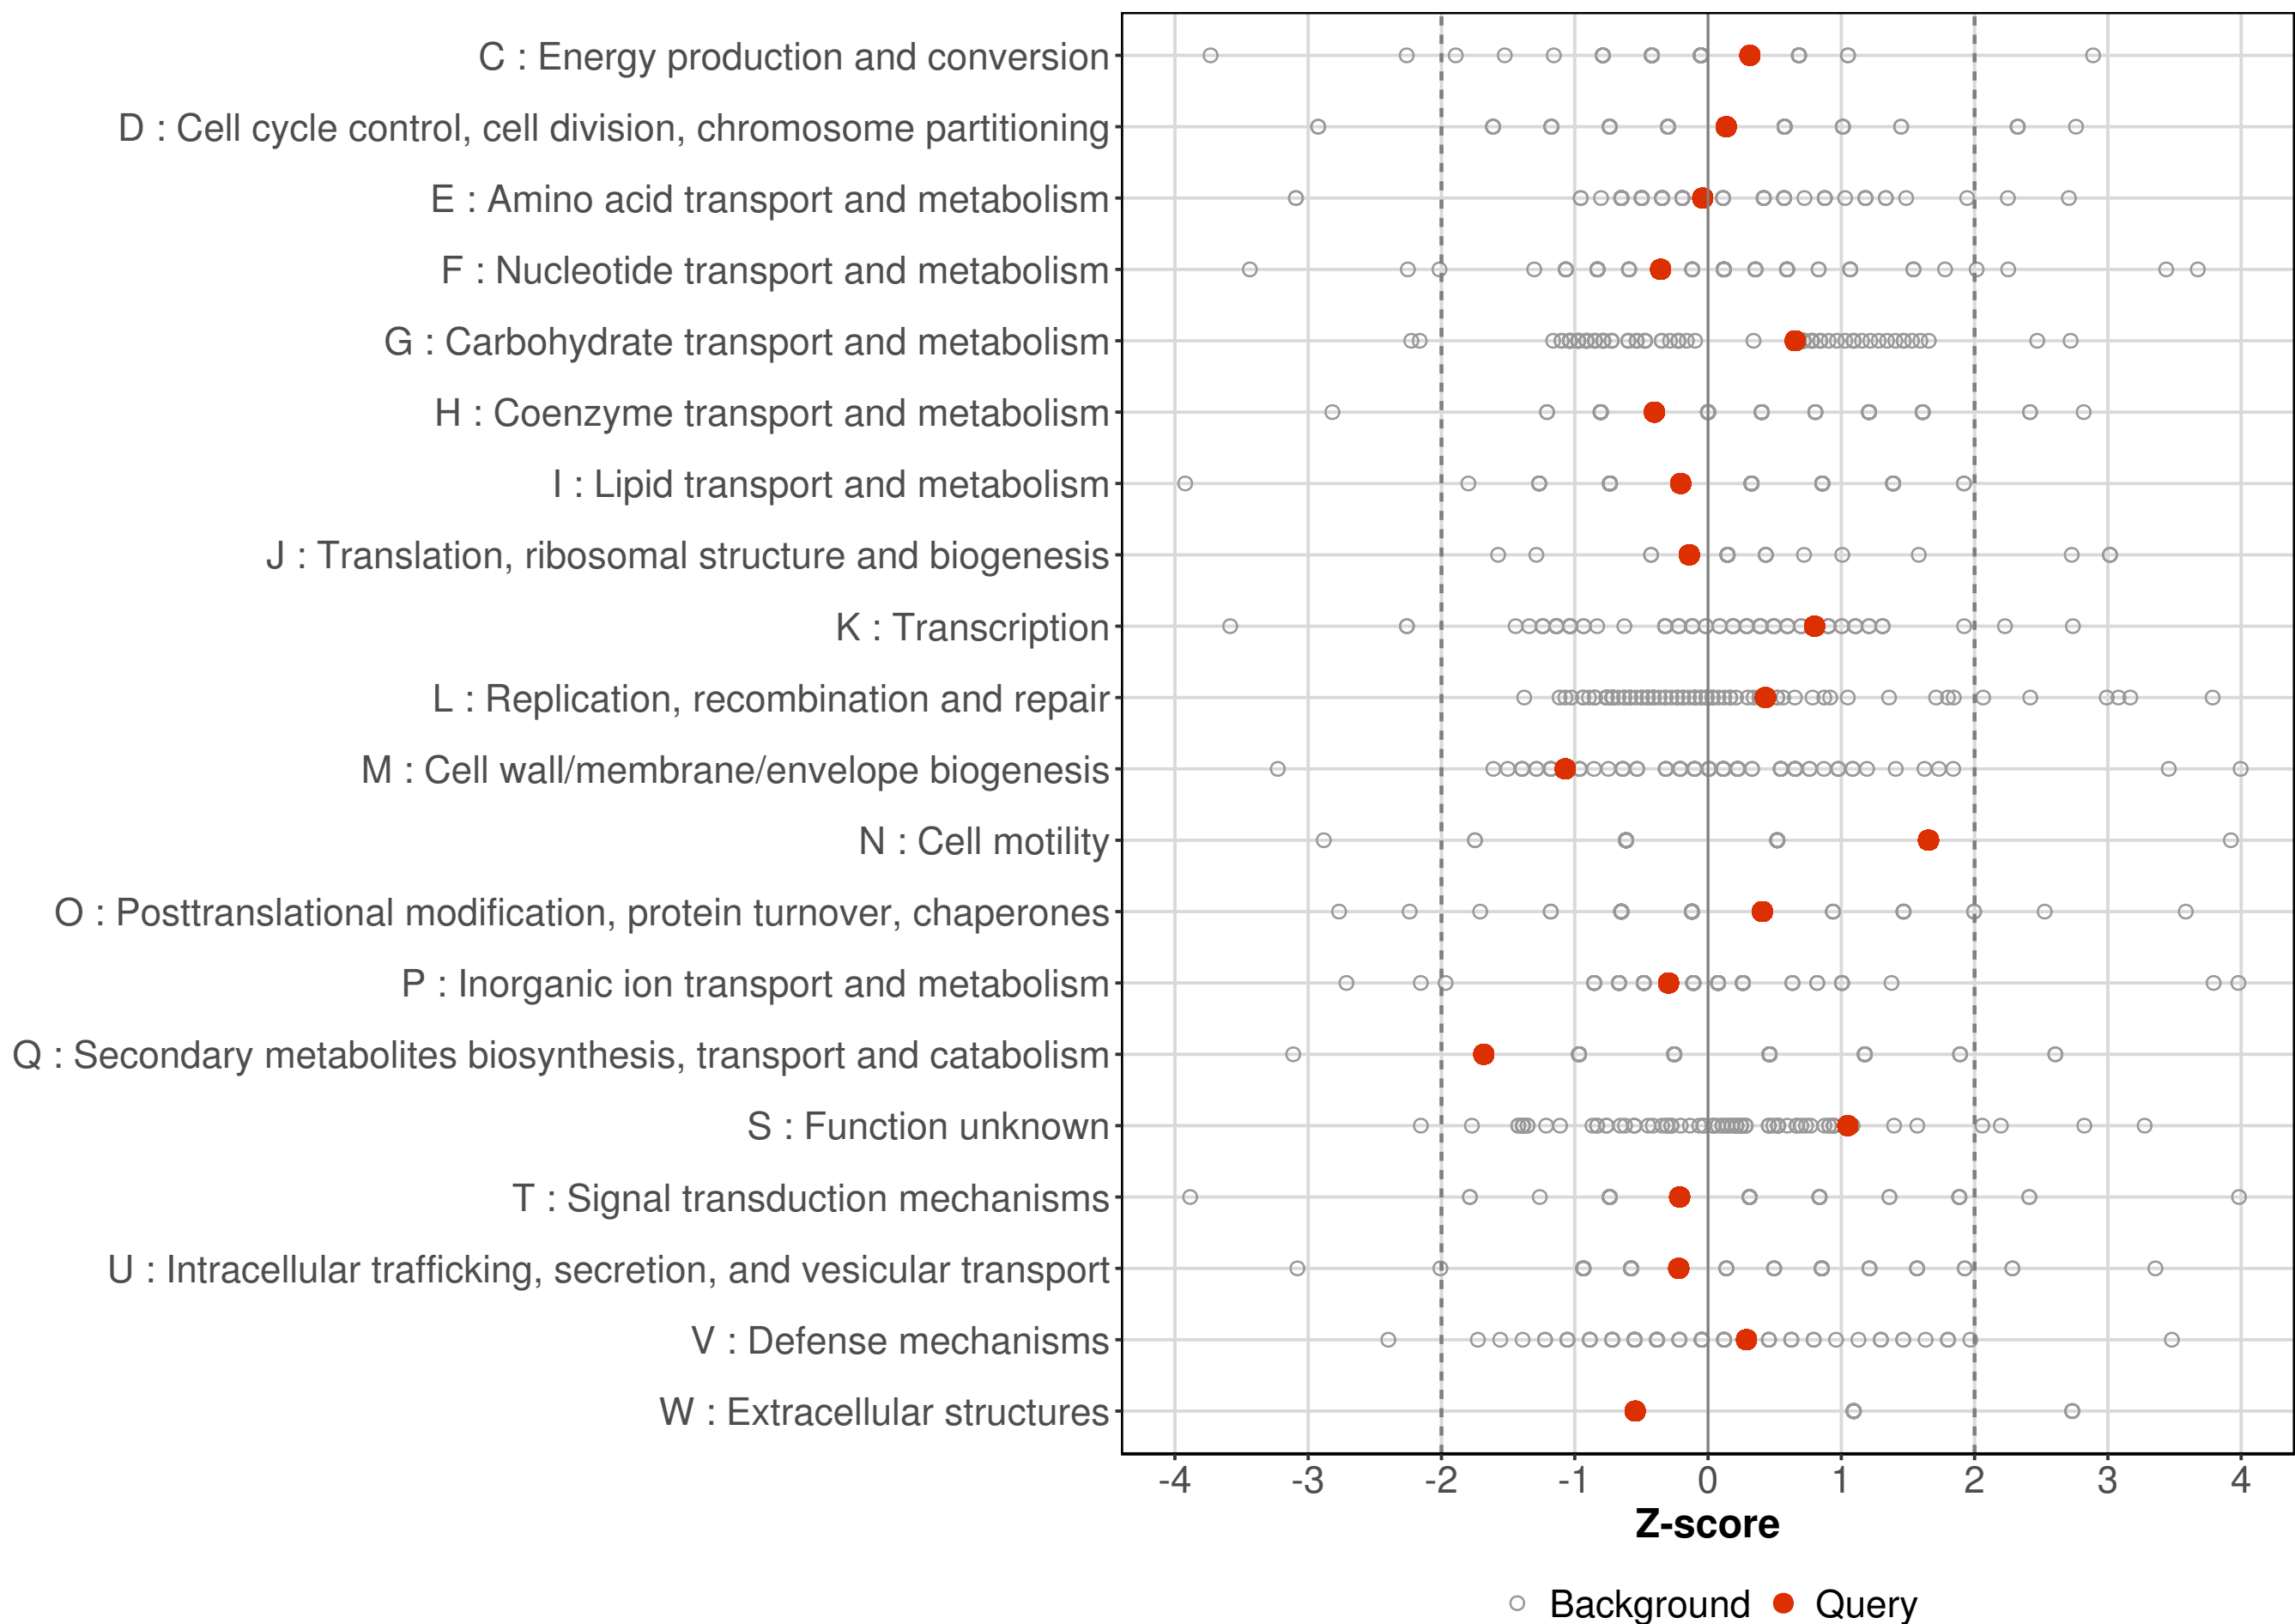 C : Energy production and conversion
D : Cell cycle control, cell division, chromosome partitioning
E : Amino acid transport and metabolism
F : Nucleotide transport and metabolism
G : Carbohydrate transport and metabolism
H : Coenzyme transport and metabolism
I : Lipid transport and metabolism
J : Translation, ribosomal structure and biogenesis
K : Transcription
L : Replication, recombination and repair
M : Cell wall/membrane/envelope biogenesis
N : Cell motility
O : Posttranslational modification, protein turnover, chaperones
P : Inorganic ion transport and metabolism
Q : Secondary metabolites biosynthesis, transport and catabolism
S : Function unknown
T : Signal transduction mechanisms
U : Intracellular trafficking, secretion, and vesicular transport
V : Defense mechanisms
W : Extracellular structures
-4 -3 -2 -1 0 1 2 3 4
Z-score
Background Query